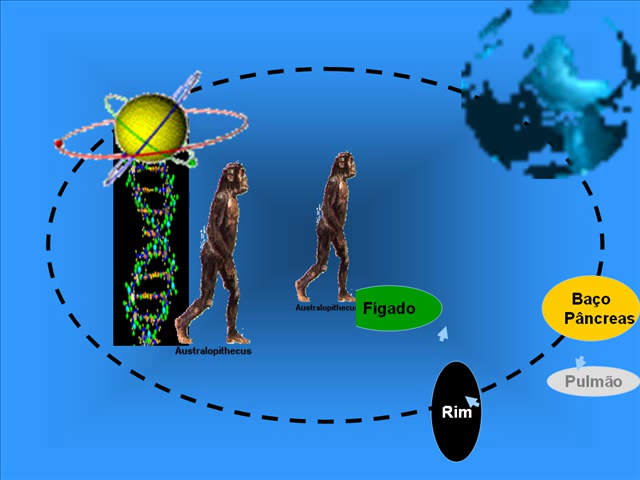 Australopithecus
Australopithecus
Fígado
Baço
Pâncreas
Pulmão
Rim